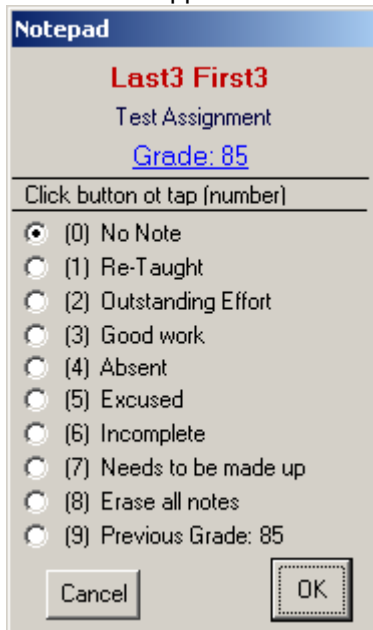 Notepad
Last3 First3
Test Assignment
Grade: 85
Click button ot tap (number)
(0) No Note
(1) Re-Taught
(2) Outstanding Effort
(3) Good work
(4) Absent
(5) Excused
(6) Incomplete
(7) Needs to be made up
(8) Erase all notes
(9) Previous Grade: 85
Cancel OK